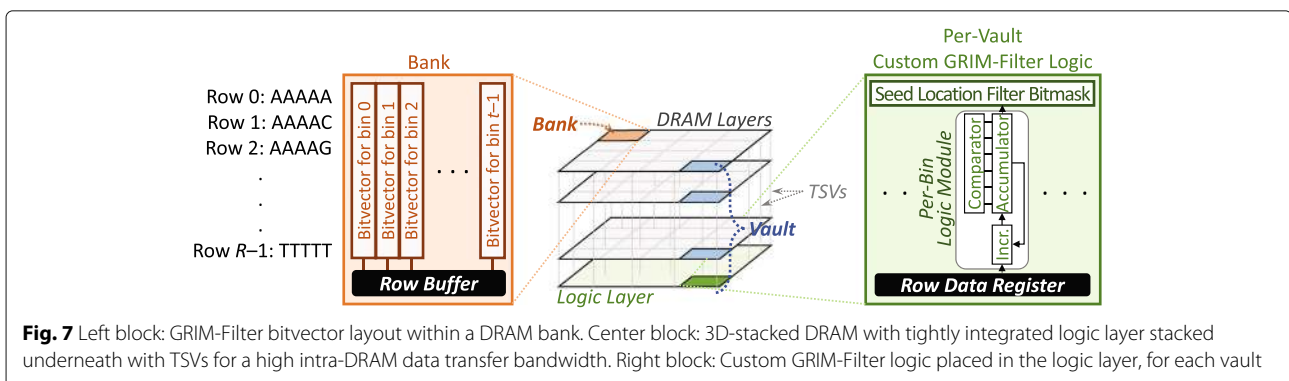 Bank
Row 0: AAAAA
Row 1: AAAAC
Row 2: AAAAG
.
.
.
Row R–1: TTTTT
Bitvector for bin 0
Bitvector for bin 1
Bitvector for bin 2
. . .
Bitvector for bin t–1
Row Buffer
Bank
DRAM Layers
TSVs
Vault
Logic Layer
Per-Vault
Custom GRIM-Filter Logic
Seed Location Filter Bitmask
. .
Per-Bin
Logic Module
Comparator
Accumulator
Incr.
. . .
Row Data Register
Fig. 7 Left block: GRIM-Filter bitvector layout within a DRAM bank. Center block: 3D-stacked DRAM with tightly integrated logic layer stacked
underneath with TSVs for a high intra-DRAM data transfer bandwidth. Right block: Custom GRIM-Filter logic placed in the logic layer, for each vault